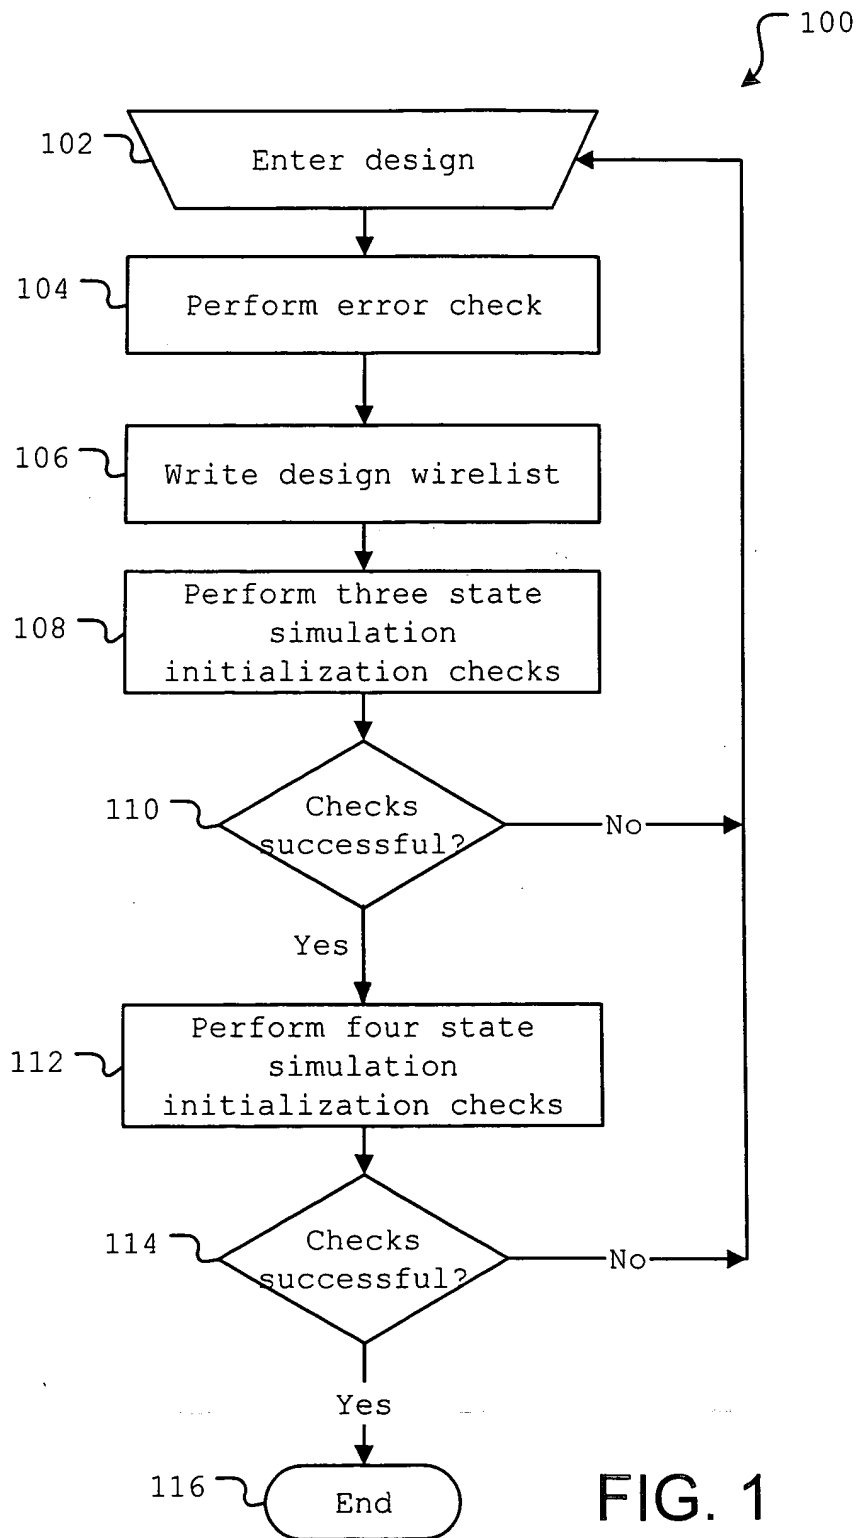 100
102
Enter design
104
Perform error check
106
Write design wirelist
108
Perform three state
simulation
initialization checks
110
Checks
successful?
No
Yes
112
Perform four state
simulation
initialization checks
114
Checks
successful?
No
Yes
116
End
FIG. 1